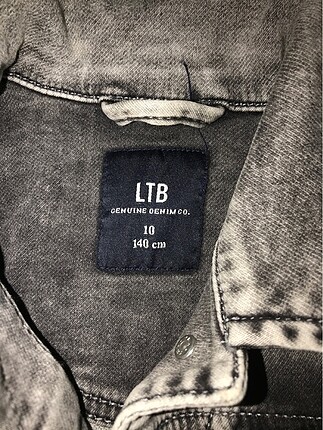 LTB
GENUINE DENIM CO.
10
140 cm